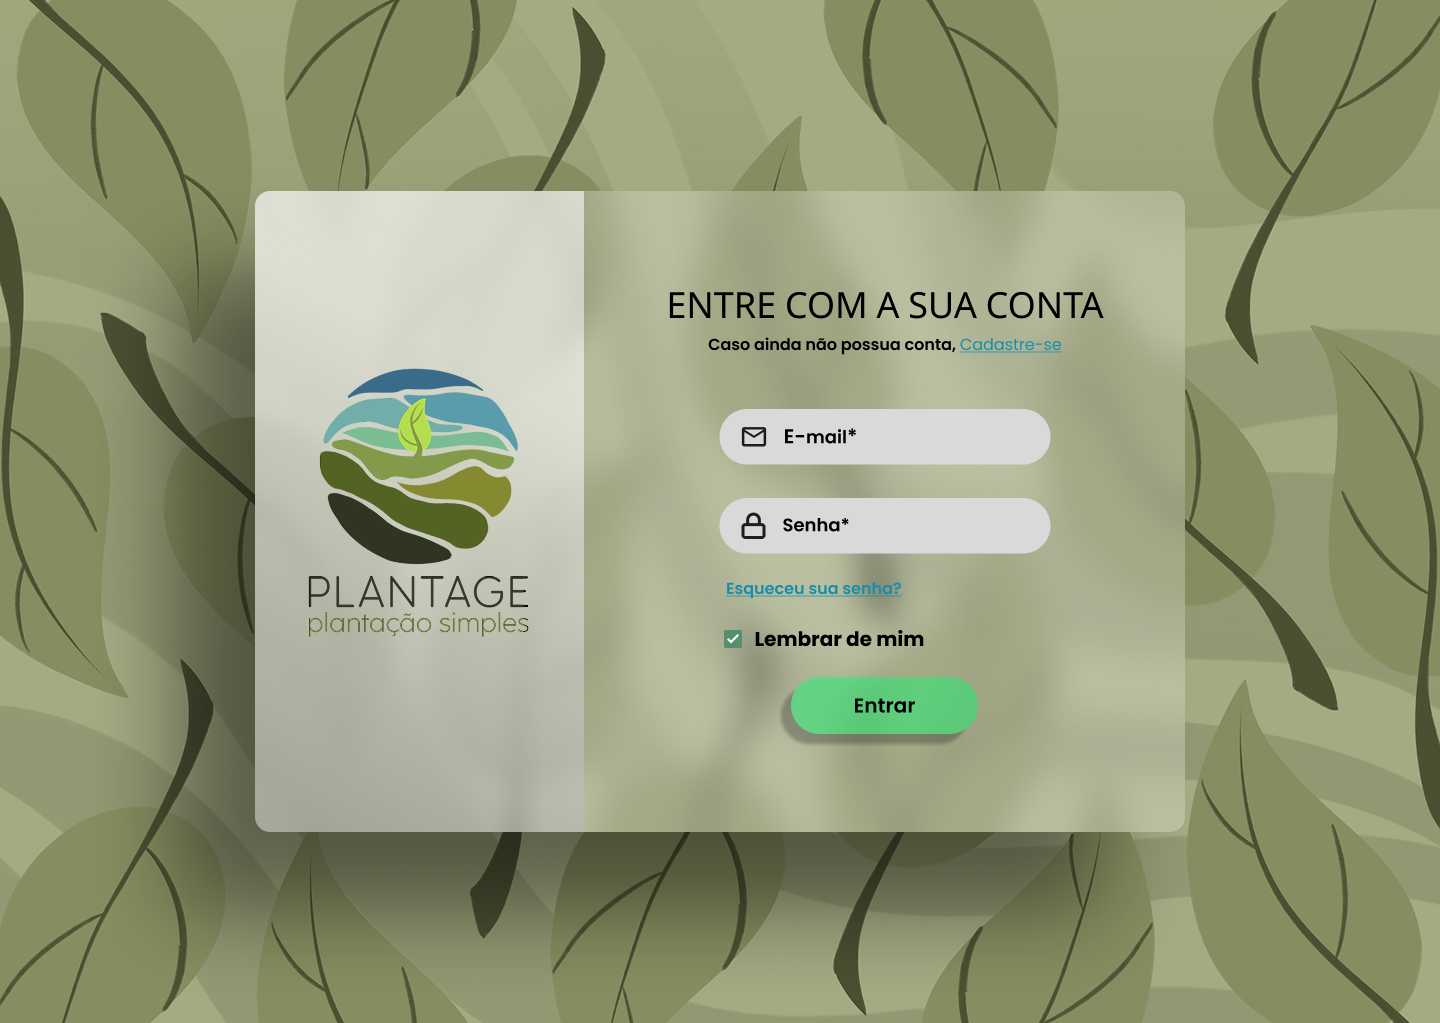 PLANTAGE
plantação simples
ENTRE COM A SUA CONTA
Caso ainda não possua conta, Cadastre-se
E-mail*
Senha*
Esqueceu sua senha?
Lembrar de mim
Entrar